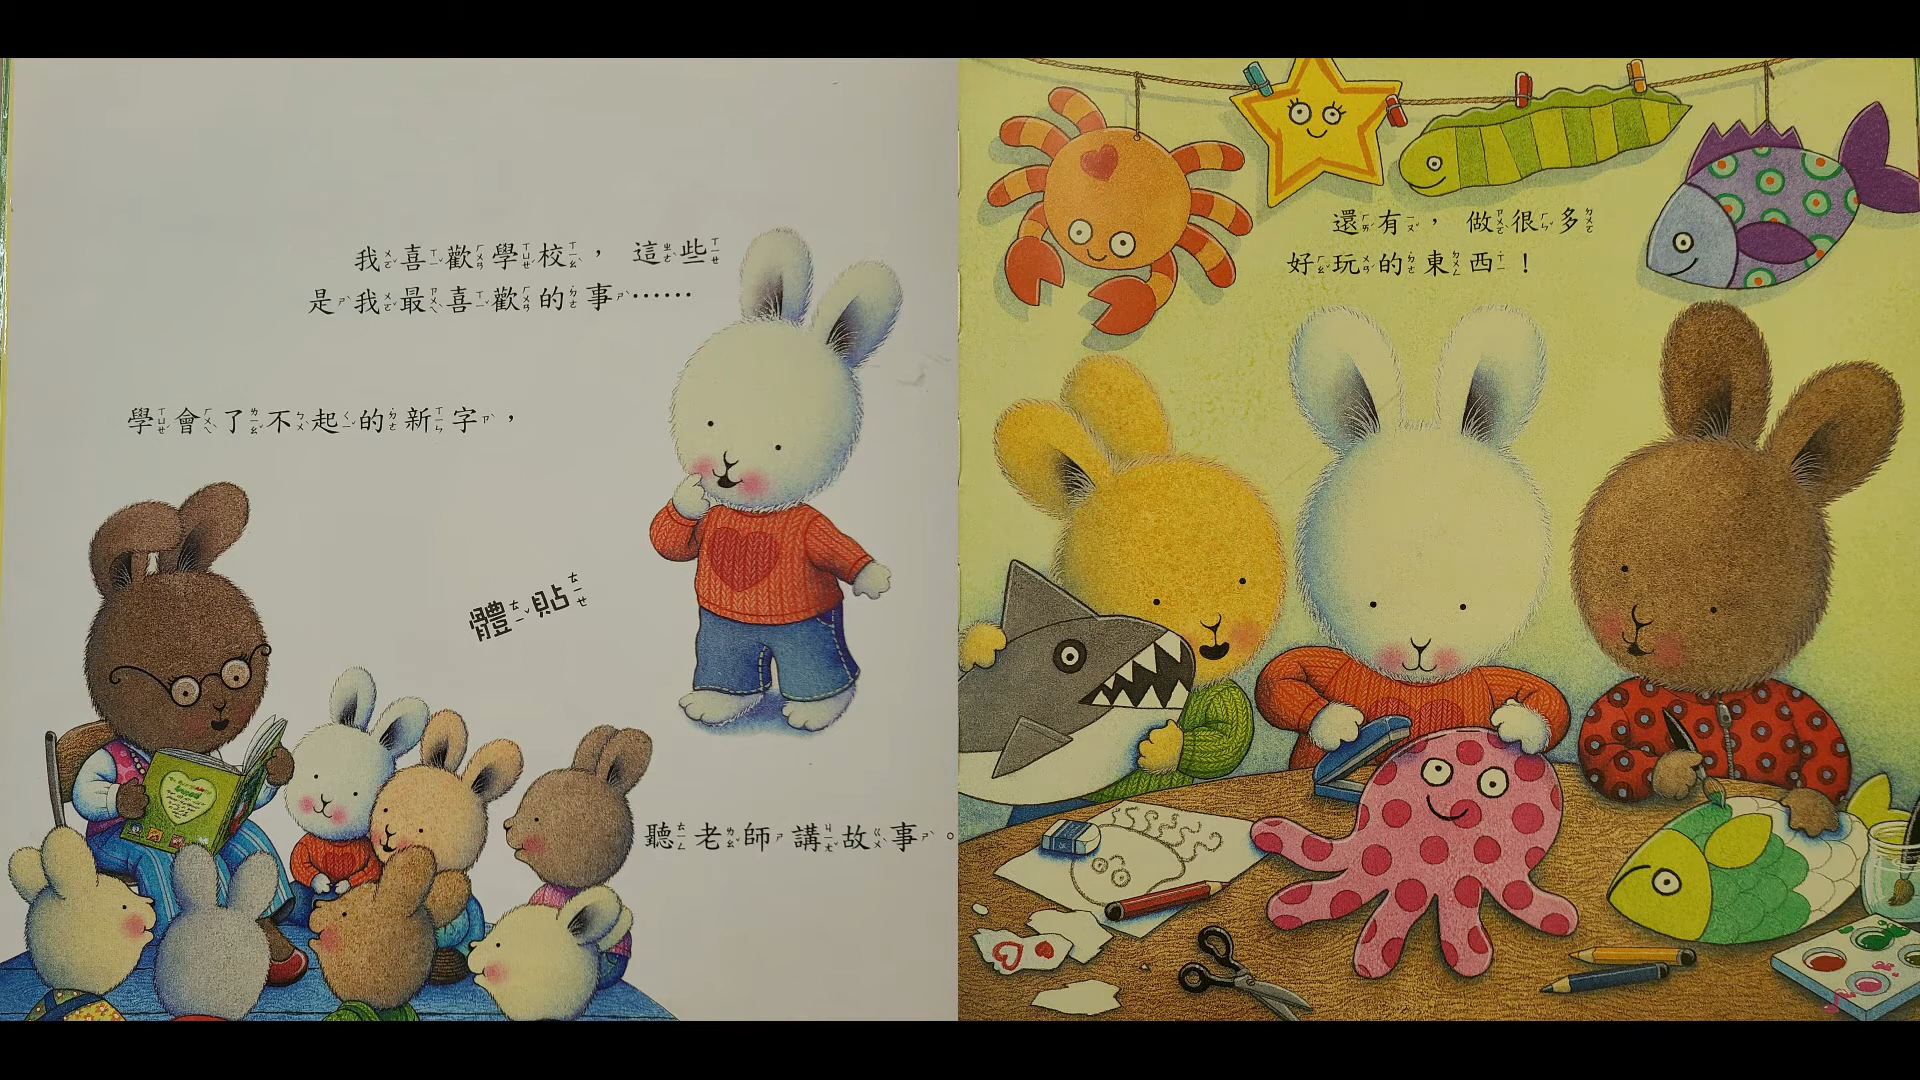 我喜歡學校，這些
是我最喜歡的事……
學會了不起的新字，
體貼
聽老師講故事。
還有，做很多
好玩的東西！